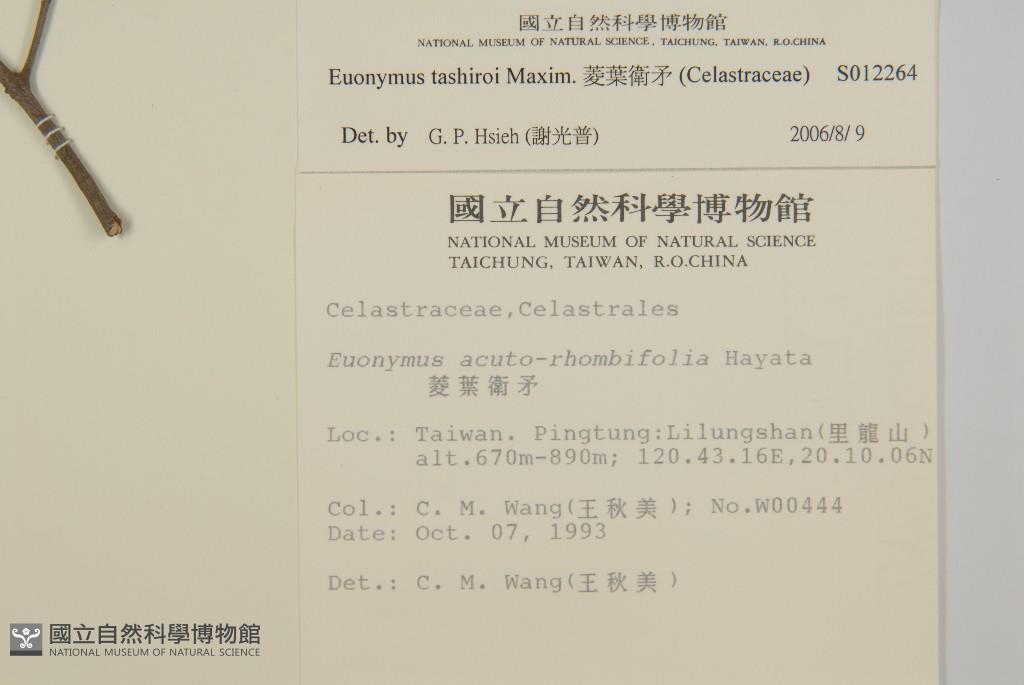 國立自然科學博物館
NATIONAL MUSEUM OF NATURAL SCIENCE, TAICHUNG, TAIWAN, R.O.CHINA
Euonymus tashiroi Maxim. 菱葉衛矛 (Celastraceae) S012264
Det. by G. P. Hsieh (謝光普) 2006/8/ 9
國立自然科學博物館
NATIONAL MUSEUM OF NATURAL SCIENCE
TAICHUNG, TAIWAN, R.O.CHINA
Celastraceae,Celastrales
Euonymus acuto-rhombifolia Hayata
菱葉衛矛
Loc.: Taiwan. Pingtung:Lilungshan(里龍山)
alt.670m-890m; 120.43.16E,20.10.06N
Col.: C. M. Wang(王秋美); No.W00444
Date: Oct. 07, 1993
Det.: C. M. Wang(王秋美)
國立自然科學博物館
NATIONAL MUSEUM OF NATURAL SCIENCE